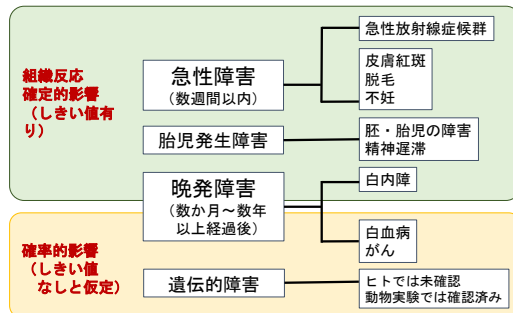 組織反応
確定的影響
（しきい値有
り）
急性障害
（数週間以内）
急性放射線症候群
皮膚紅斑
脱毛
不妊
胎児発生障害
胚・胎児の障害
精神遅滞
晩発障害
（数か月～数年
以上経過後）
白内障
白血病
がん
確率的影響
（しきい値
なしと仮定）
遺伝的障害
ヒトでは未確認
動物実験では確認済み